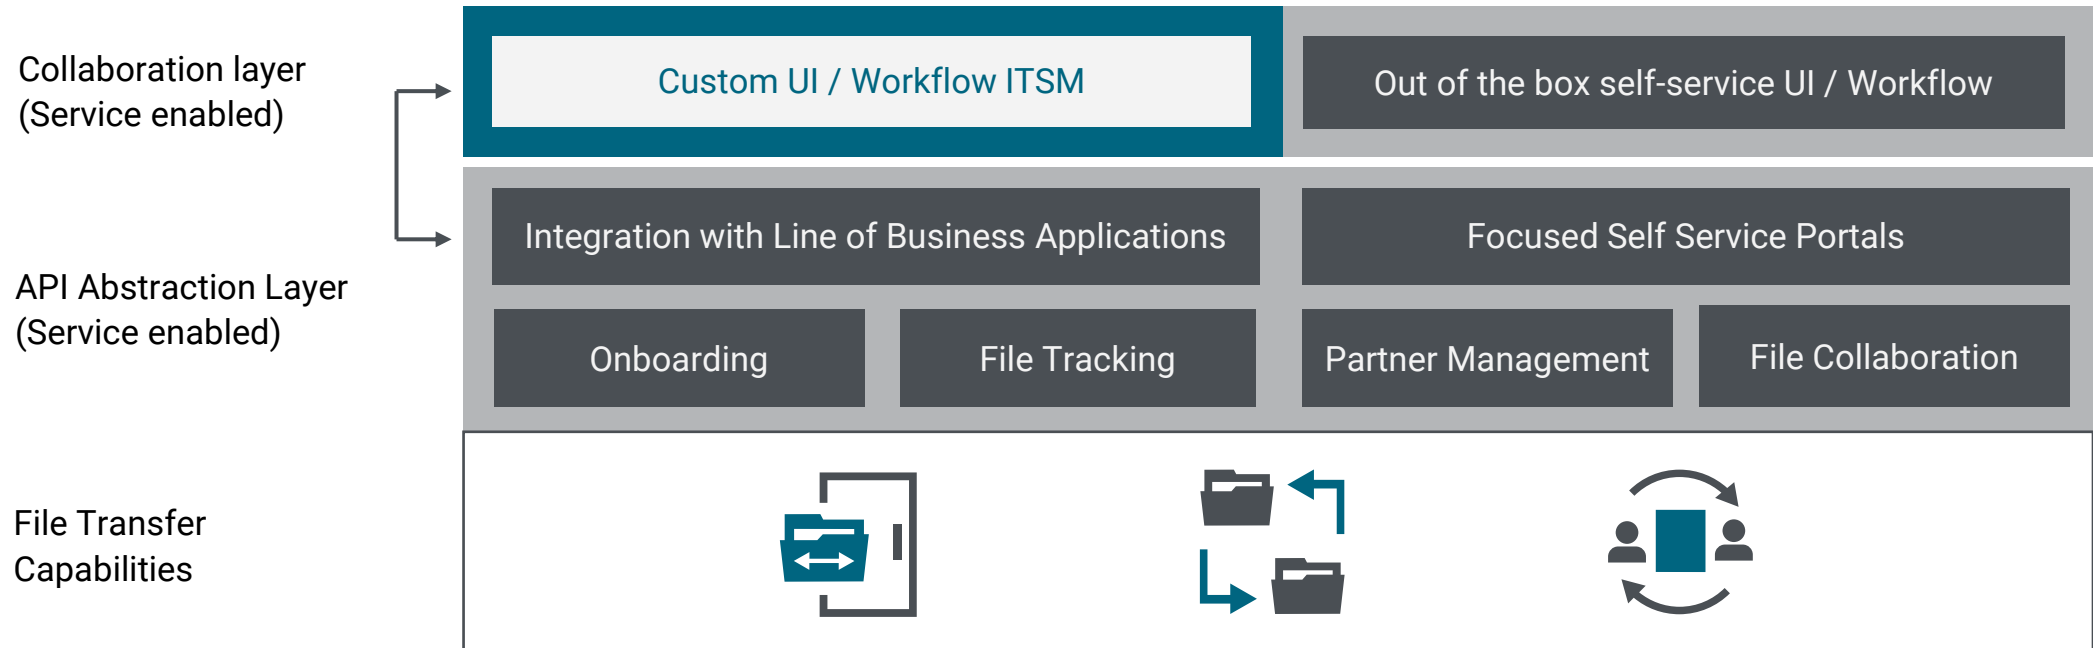 Collaboration layer
(Service enabled)
Custom UI / Workflow ITSM
Out of the box self-service UI / Workflow
API Abstraction Layer
(Service enabled)
Integration with Line of Business Applications
Focused Self Service Portals
Onboarding
File Tracking
Partner Management
File Collaboration
File Transfer
Capabilities